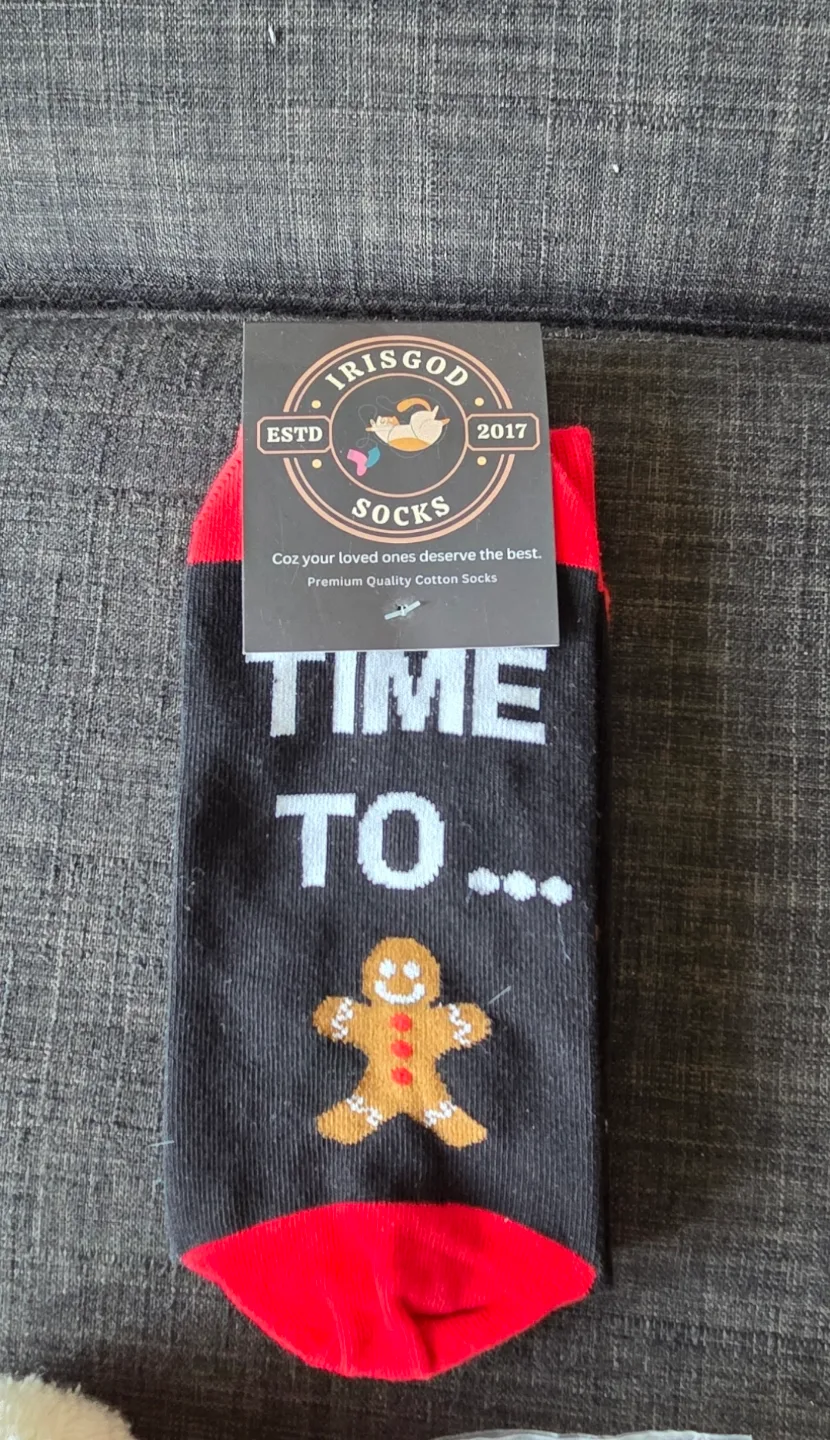 IRISGOD
ESTD 2017
SOCKS
Coz your loved ones deserve the best.
Premium Quality Cotton Socks
TIME
TO...